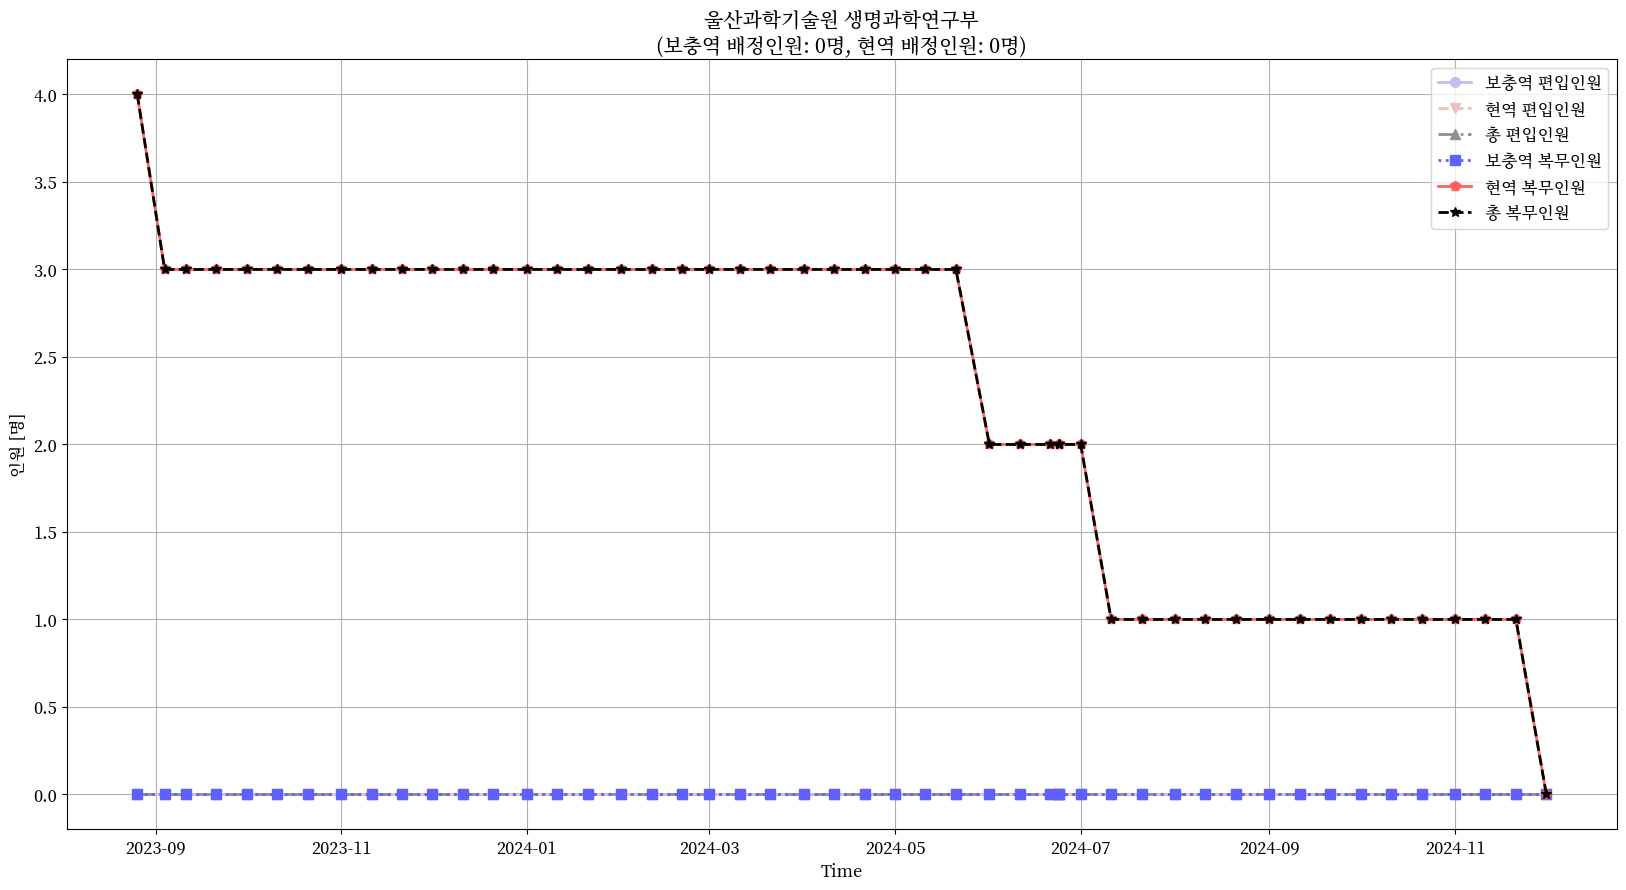 울산과학기술원 생명과학연구부
(보충역 배정인원: 0명, 현역 배정인원: 0명)
보충역 편입인원
현역 편입인원
총 편입인원
보충역 복무인원
현역 복무인원
총 복무인원
인원 [명]
4.0
3.5
3.0
2.5
2.0
1.5
1.0
0.5
0.0
2023-09
2023-11
2024-01
2024-03
2024-05
2024-07
2024-09
2024-11
Time